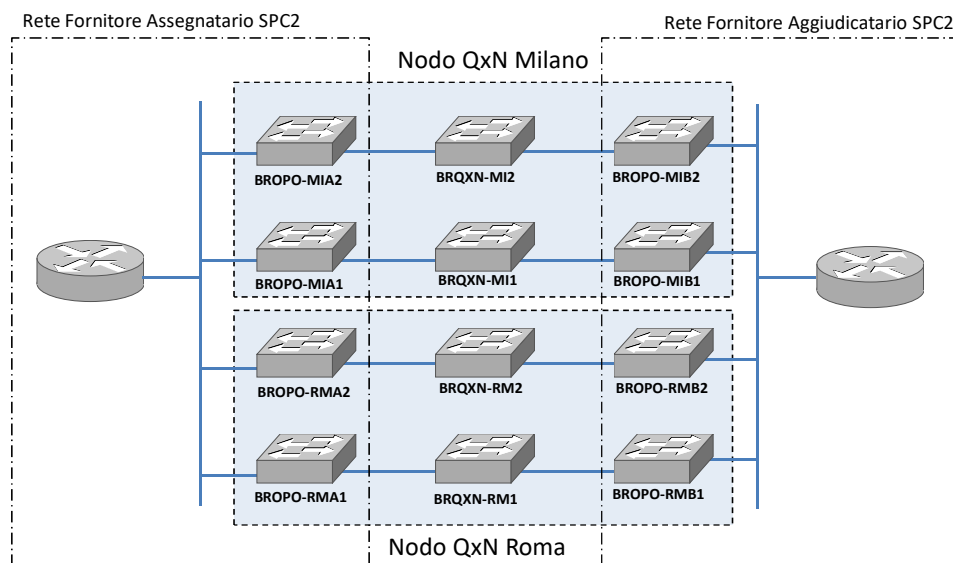 Rete Fornitore Assegnatario SPC2
Rete Fornitore Aggiudicatario SPC2
Nodo QxN Milano
BROPO-MIA2
BRQXN-MI2
BROPO-MIB2
BROPO-MIA1
BRQXN-MI1
BROPO-MIB1
BROPO-RMA2
BRQXN-RM2
BROPO-RMB2
BROPO-RMA1
BRQXN-RM1
BROPO-RMB1
Nodo QxN Roma